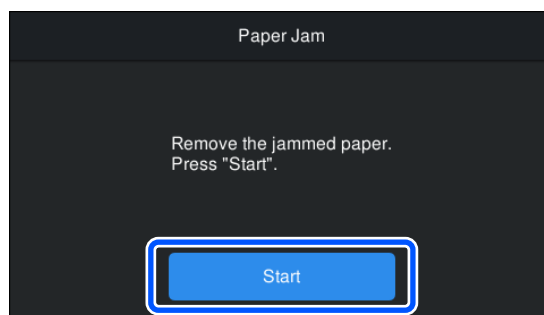 Paper Jam
Remove the jammed paper.
Press "Start".
Start